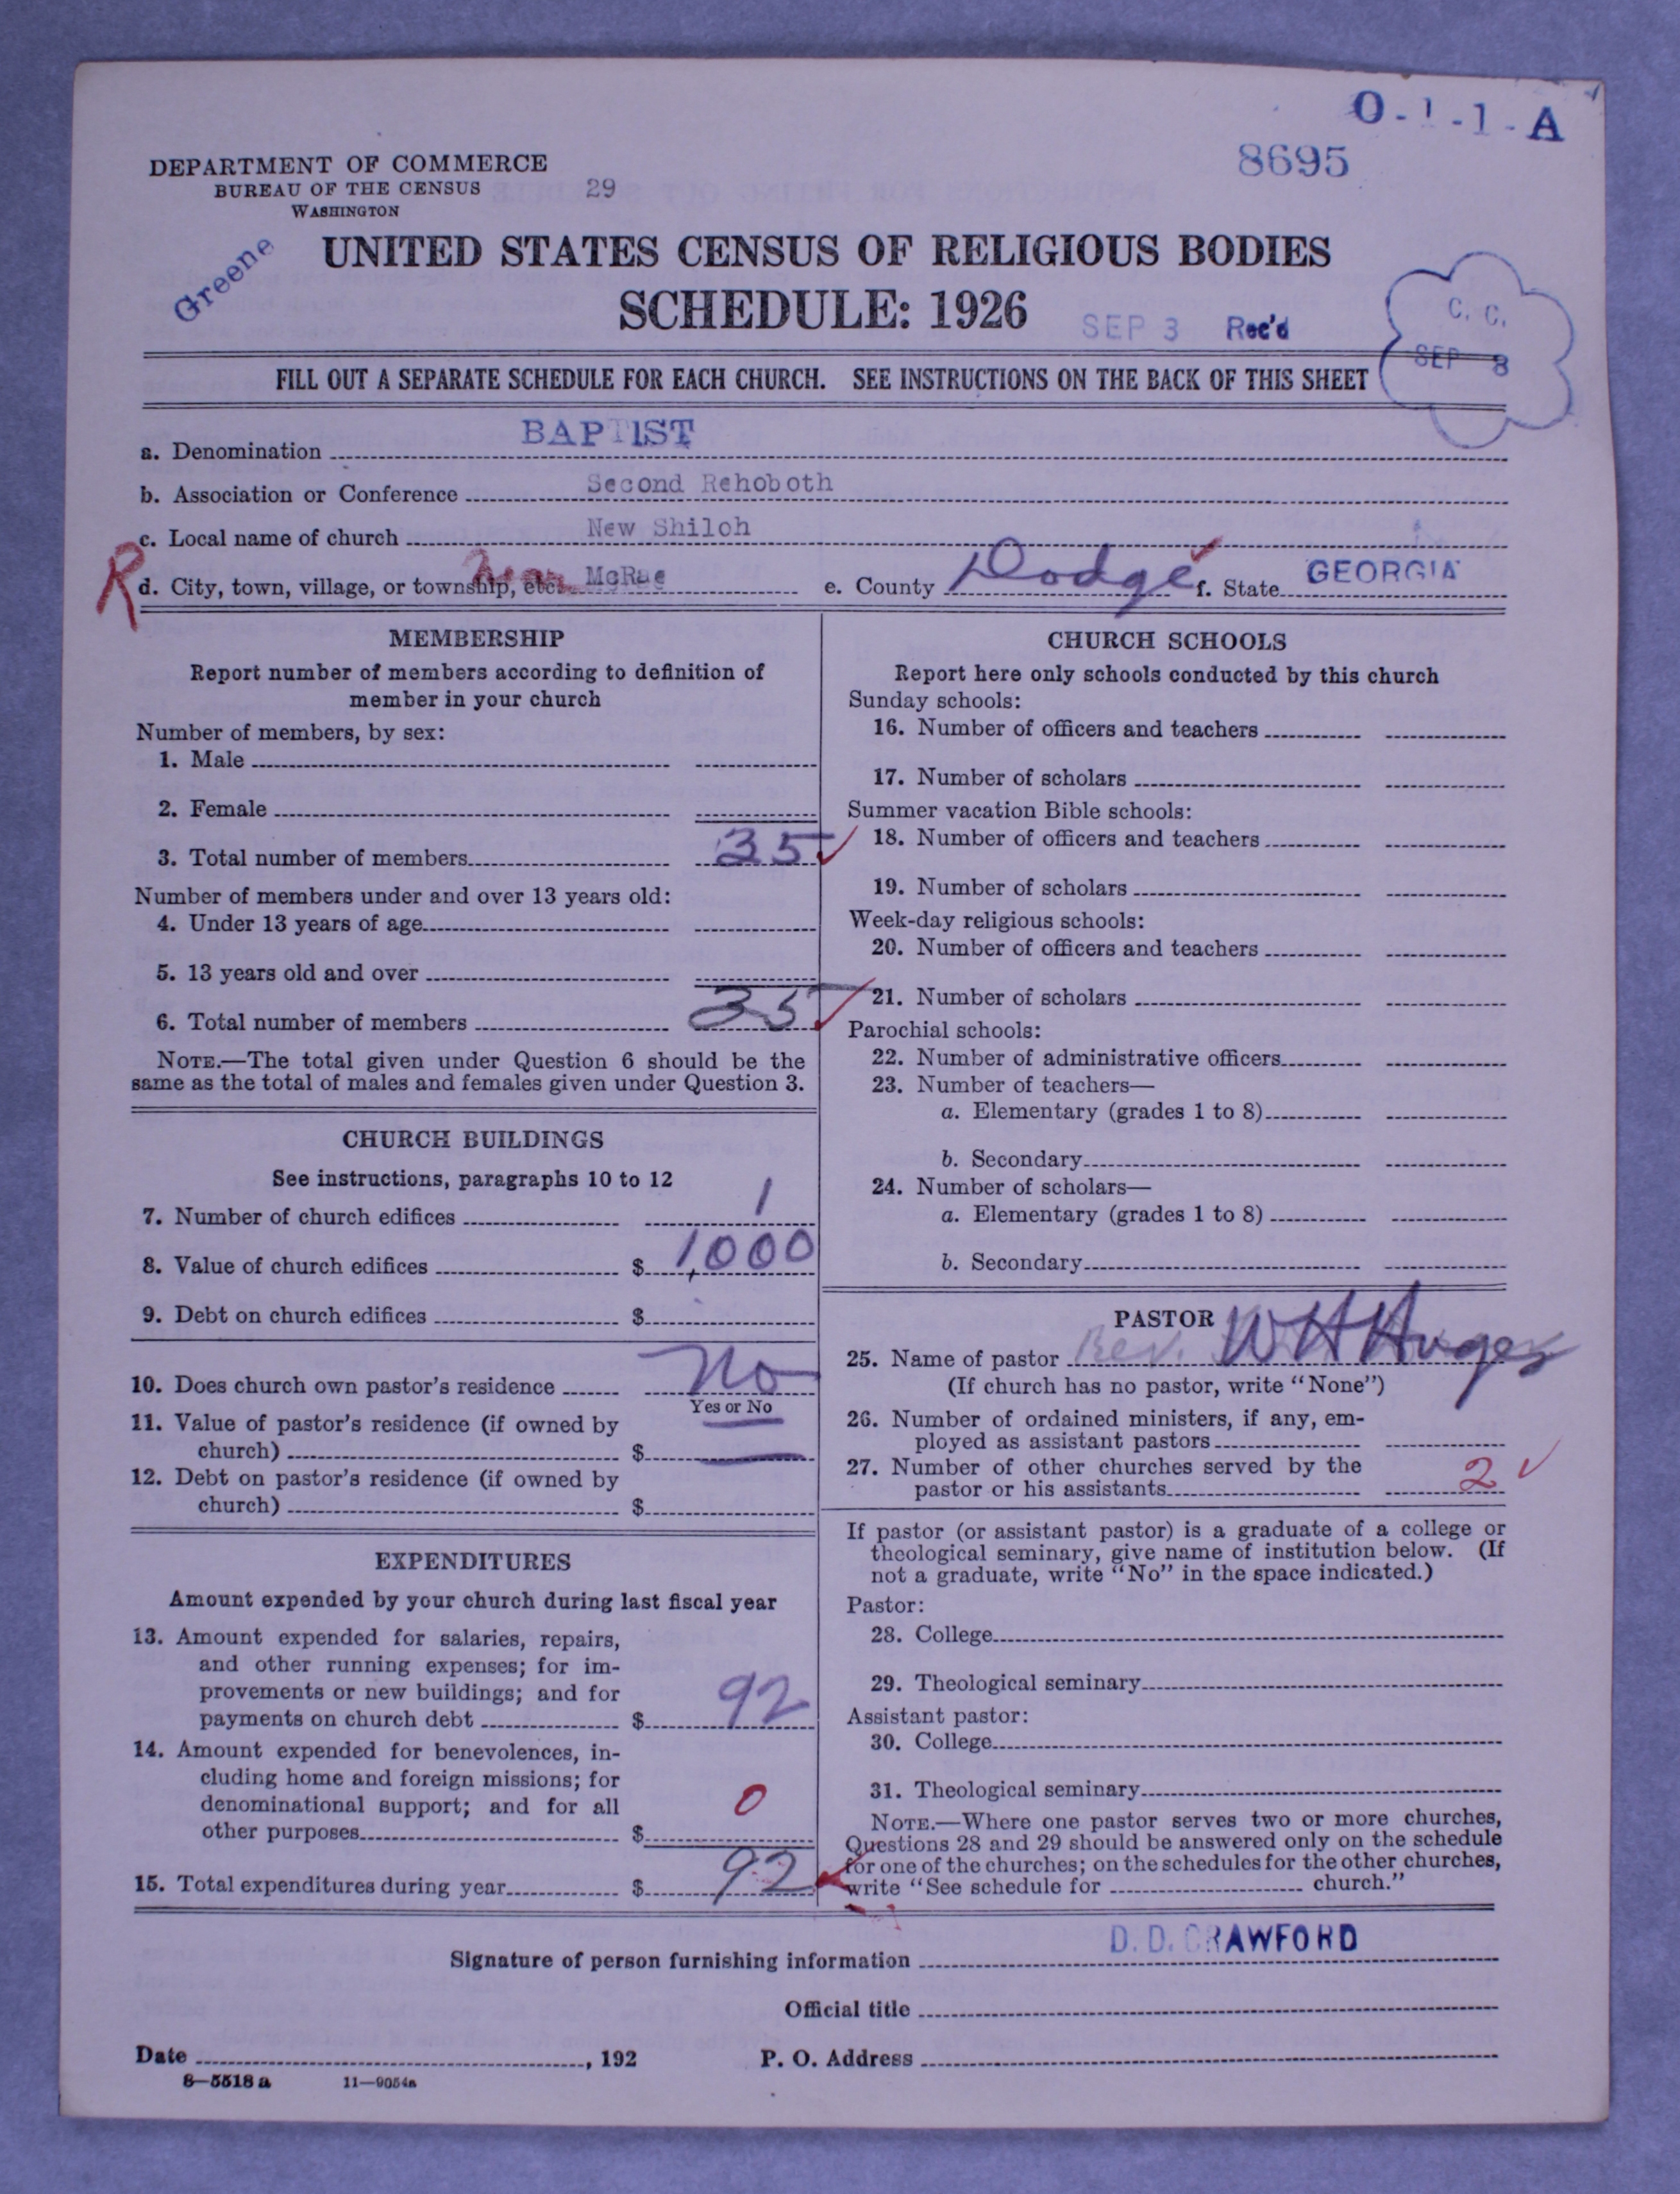 O-1-1-A
8695
DEPARTMENT OF COMMERCE
BUREAU OF THE CENSUS
29
WASHINGTON
Greene
UNITED STATES CENSUS OF RELIGIOUS BODIES
SCHEDULE: 1926
SEP 3 Rec'd
C. C.
SEP 8
FILL OUT A SEPARATE SCHEDULE FOR EACH CHURCH. SEE INSTRUCTIONS ON THE BACK OF THIS SHEET
a. Denomination BAPTIST
b. Association or Conference Second Rehoboth
c. Local name of church New Shiloh
R d. City, town, village, or township, etc. near McRae e. County Dodge f. State GEORGIA
MEMBERSHIP
Report number of members according to definition of
member in your church
Number of members, by sex:
1. Male
2. Female
3. Total number of members 35
Number of members under and over 13 years old:
4. Under 13 years of age
5. 13 years old and over
6. Total number of members 35
NOTE.—The total given under Question 6 should be the
same as the total of males and females given under Question 3.
CHURCH BUILDINGS
See instructions, paragraphs 10 to 12
7. Number of church edifices 1
8. Value of church edifices $ 1,000
9. Debt on church edifices $
10. Does church own pastor's residence No
Yes or No
11. Value of pastor's residence (if owned by
church) $ —
12. Debt on pastor's residence (if owned by
church) $
EXPENDITURES
Amount expended by your church during last fiscal year
13. Amount expended for salaries, repairs,
and other running expenses; for im-
provements or new buildings; and for
payments on church debt $ 92
14. Amount expended for benevolences, in-
cluding home and foreign missions; for
denominational support; and for all
other purposes $ 0
15. Total expenditures during year $ 92
CHURCH SCHOOLS
Report here only schools conducted by this church
Sunday schools:
16. Number of officers and teachers
17. Number of scholars
Summer vacation Bible schools:
18. Number of officers and teachers
19. Number of scholars
Week-day religious schools:
20. Number of officers and teachers
21. Number of scholars
Parochial schools:
22. Number of administrative officers
23. Number of teachers—
a. Elementary (grades 1 to 8)
b. Secondary
24. Number of scholars—
a. Elementary (grades 1 to 8)
b. Secondary
PASTOR
25. Name of pastor Rev. W H Huges
(If church has no pastor, write "None")
26. Number of ordained ministers, if any, em-
ployed as assistant pastors
27. Number of other churches served by the
pastor or his assistants 2
If pastor (or assistant pastor) is a graduate of a college or
theological seminary, give name of institution below. (If
not a graduate, write "No" in the space indicated.)
Pastor:
28. College
29. Theological seminary
Assistant pastor:
30. College
31. Theological seminary
NOTE.—Where one pastor serves two or more churches,
Questions 28 and 29 should be answered only on the schedule
for one of the churches; on the schedules for the other churches,
write "See schedule for church."
Signature of person furnishing information D. D. CRAWFORD
Official title
Date , 192 P. O. Address
8—5518 a 11—9054a